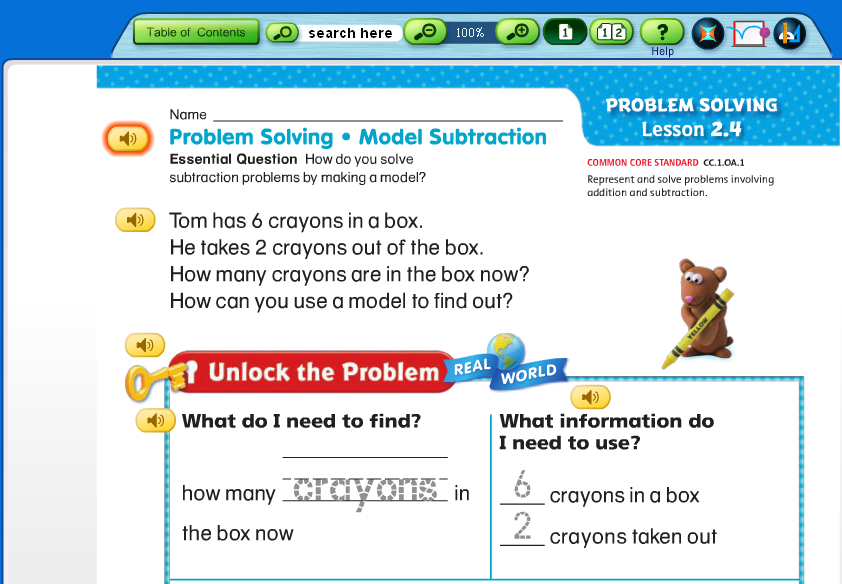 Table of Contents
search here
100%
1
1 2
?
Help
PROBLEM SOLVING
Lesson 2.4
Name
Problem Solving • Model Subtraction
Essential Question How do you solve
subtraction problems by making a model?
COMMON CORE STANDARD CC.1.OA.1
Represent and solve problems involving
addition and subtraction.
Tom has 6 crayons in a box.
He takes 2 crayons out of the box.
How many crayons are in the box now?
How can you use a model to find out?
YELLOW
Unlock the Problem
REAL
WORLD
What do I need to find?
how many crayons in
the box now
What information do
I need to use?
6 crayons in a box
2 crayons taken out